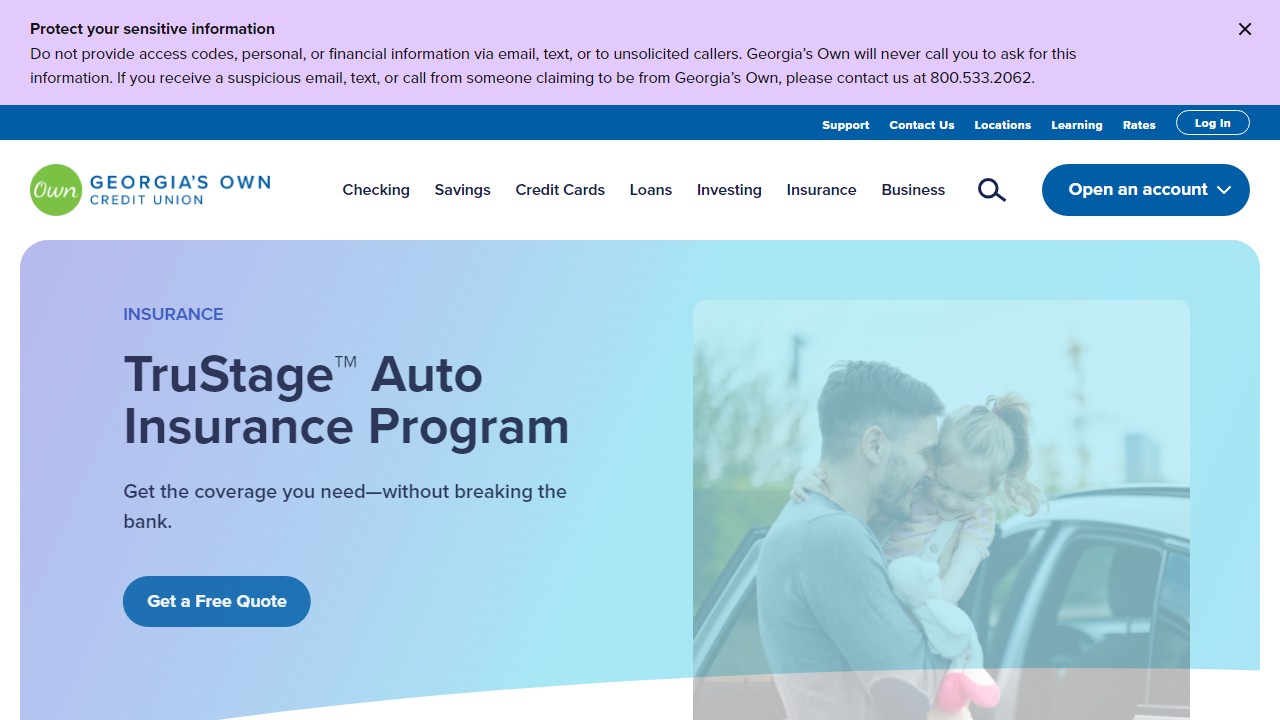 Protect your sensitive information
Do not provide access codes, personal, or financial information via email, text, or to unsolicited callers. Georgia’s Own will never call you to ask for this
information. If you receive a suspicious email, text, or call from someone claiming to be from Georgia’s Own, please contact us at 800.533.2062.
Support Contact Us Locations Learning Rates Log In
Own GEORGIA’S OWN
CREDIT UNION
Checking Savings Credit Cards Loans Investing Insurance Business Open an account
INSURANCE
TruStage™ Auto
Insurance Program
Get the coverage you need—without breaking the
bank.
Get a Free Quote